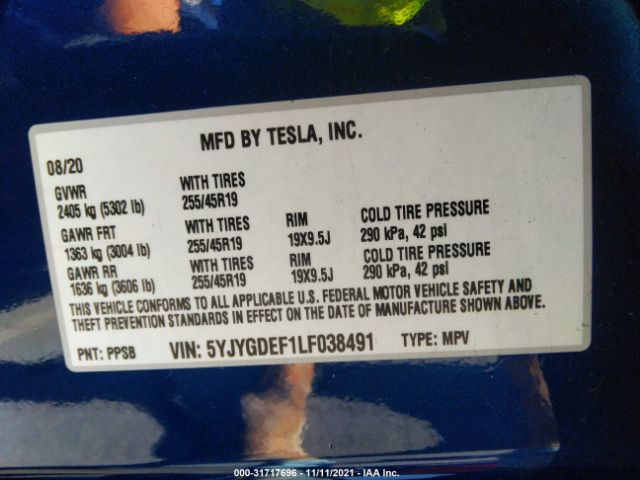 MFD BY TESLA, INC.
08/20
GVWR WITH TIRES
2405 kg (5302 lb) 255/45R19
GAWR FRT WITH TIRES RIM COLD TIRE PRESSURE
1363 kg (3004 lb) 255/45R19 19X9.5J 290 kPa, 42 psi
GAWR RR WITH TIRES RIM COLD TIRE PRESSURE
1636 kg (3606 lb) 255/45R19 19X9.5J 290 kPa, 42 psi
THIS VEHICLE CONFORMS TO ALL APPLICABLE U.S. FEDERAL MOTOR VEHICLE SAFETY AND
THEFT PREVENTION STANDARDS IN EFFECT ON THE DATE OF MANUFACTURE SHOWN ABOVE.
PNT: PPSB VIN: 5YJYGDEF1LF038491 TYPE: MPV
000-31717696 - 11/11/2021 - IAA Inc.